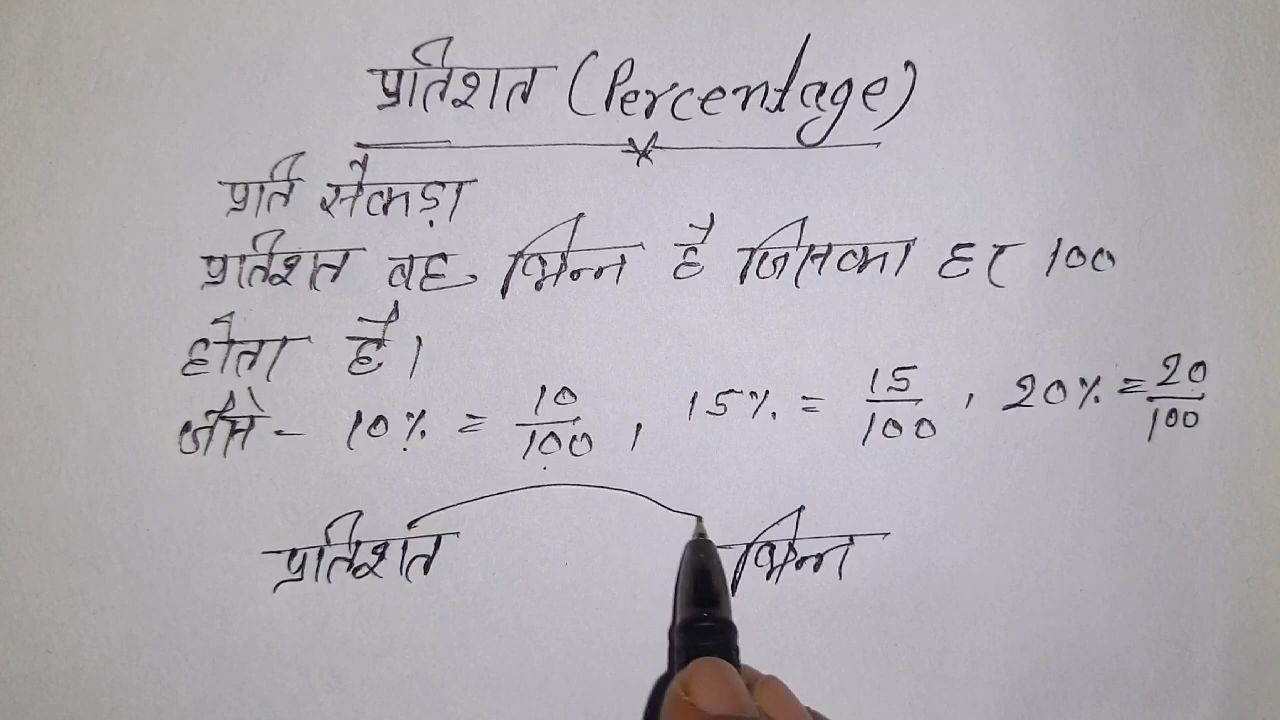 प्रतिशत (Percentage)
प्रति सैकड़ा
प्रतिशत वह भिन्न है जिसका हर 100
होता है।
जैसे - 10% = 10/100, 15% = 15/100, 20% = 20/100
प्रतिशत भिन्न